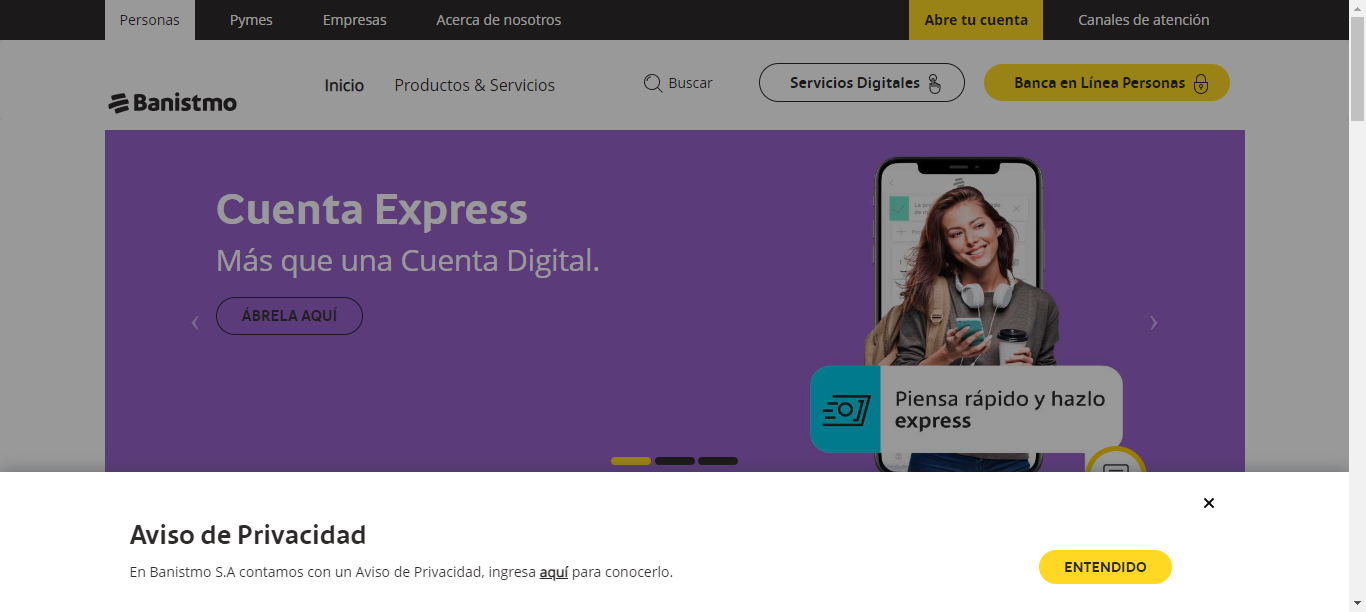 Personas Pymes Empresas Acerca de nosotros Abre tu cuenta Canales de atención
Banistmo Inicio Productos & Servicios Buscar Servicios Digitales Banca en Línea Personas
Cuenta Express
Más que una Cuenta Digital.
ÁBRELA AQUÍ
Piensa rápido y hazlo
express
Aviso de Privacidad
En Banistmo S.A contamos con un Aviso de Privacidad, ingresa aquí para conocerlo.
ENTENDIDO